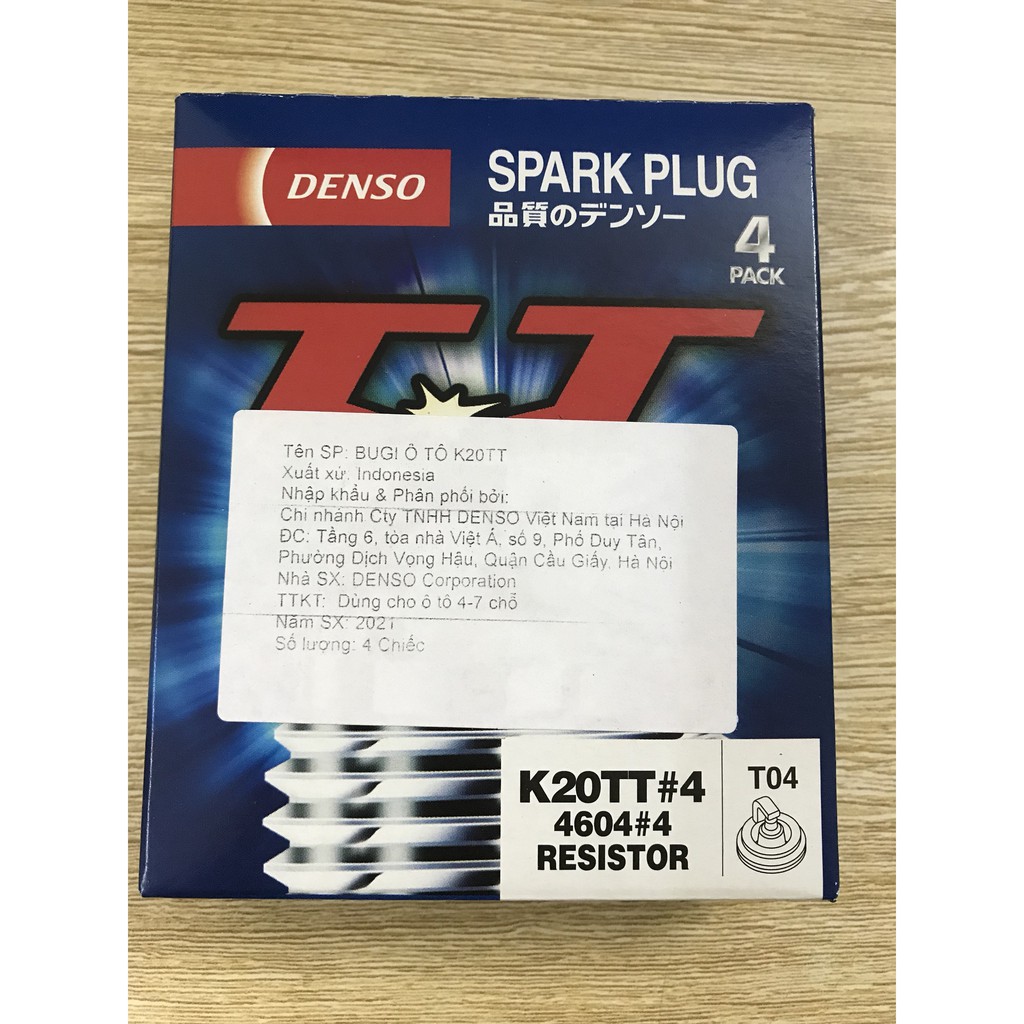 DENSO
SPARK PLUG
品質のデンソー
4
PACK
TT
Tên SP: BUGI Ô TÔ K20TT
Xuất xứ: Indonesia
Nhập khẩu & Phân phối bởi:
Chi nhánh Cty TNHH DENSO Việt Nam tại Hà Nội
ĐC: Tầng 6, tòa nhà Việt Á, số 9, Phố Duy Tân,
Phường Dịch Vọng Hậu, Quận Cầu Giấy, Hà Nội
Nhà SX: DENSO Corporation
TTKT: Dùng cho ô tô 4-7 chỗ
Năm SX: 2021
Số lượng: 4 Chiếc
K20TT#4
4604#4
RESISTOR
T04